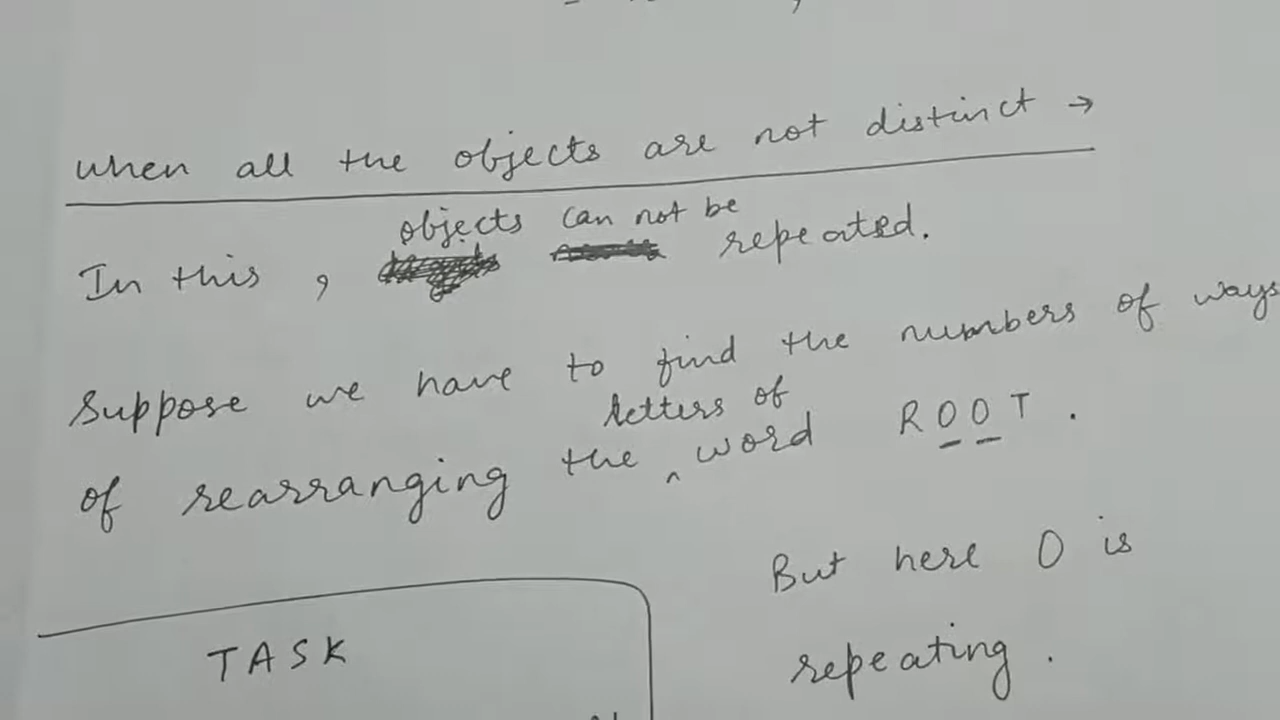 when all the objects are not distinct →
In this , objects can not be repeated.
Suppose we have to find the numbers of ways
of rearranging the ^ letters of word ROOT .
But here O is
repeating .
TASK